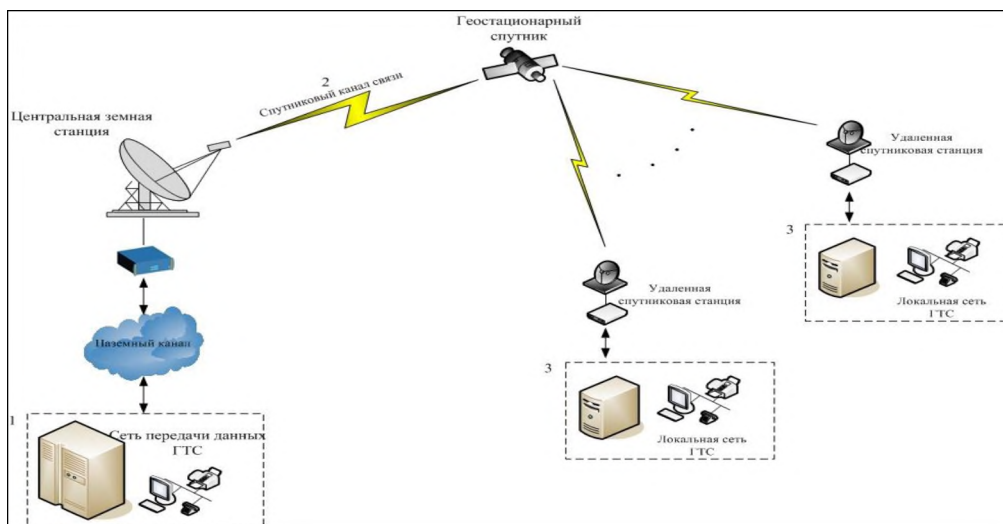 Геостационарный
спутник
2
Спутниковый канал связи
Центральная земная
станция
Удаленная
спутниковая станция
3
Локальная сеть
ГТС
Удаленная
спутниковая станция
Наземный канал
3
Локальная сеть
ГТС
1
Сеть передачи данных
ГТС